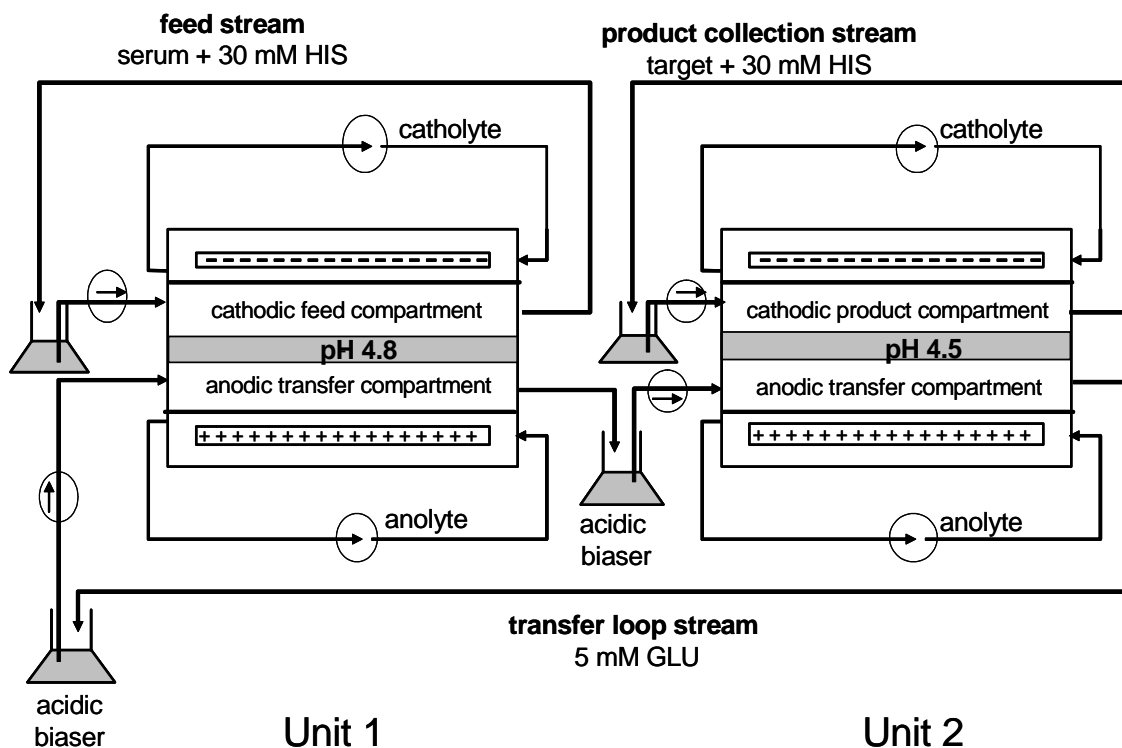 feed stream
serum + 30 mM HIS
product collection stream
target + 30 mM HIS
catholyte
catholyte
- - - - - - - - - - - - - - - - -
- - - - - - - - - - - - - - - - -
cathodic feed compartment
cathodic product compartment
pH 4.8
pH 4.5
anodic transfer compartment
anodic transfer compartment
+ + + + + + + + + + + + + + + + +
+ + + + + + + + + + + + + + + + +
anolyte
anolyte
acidic
biaser
transfer loop stream
5 mM GLU
acidic
biaser
Unit 1
Unit 2